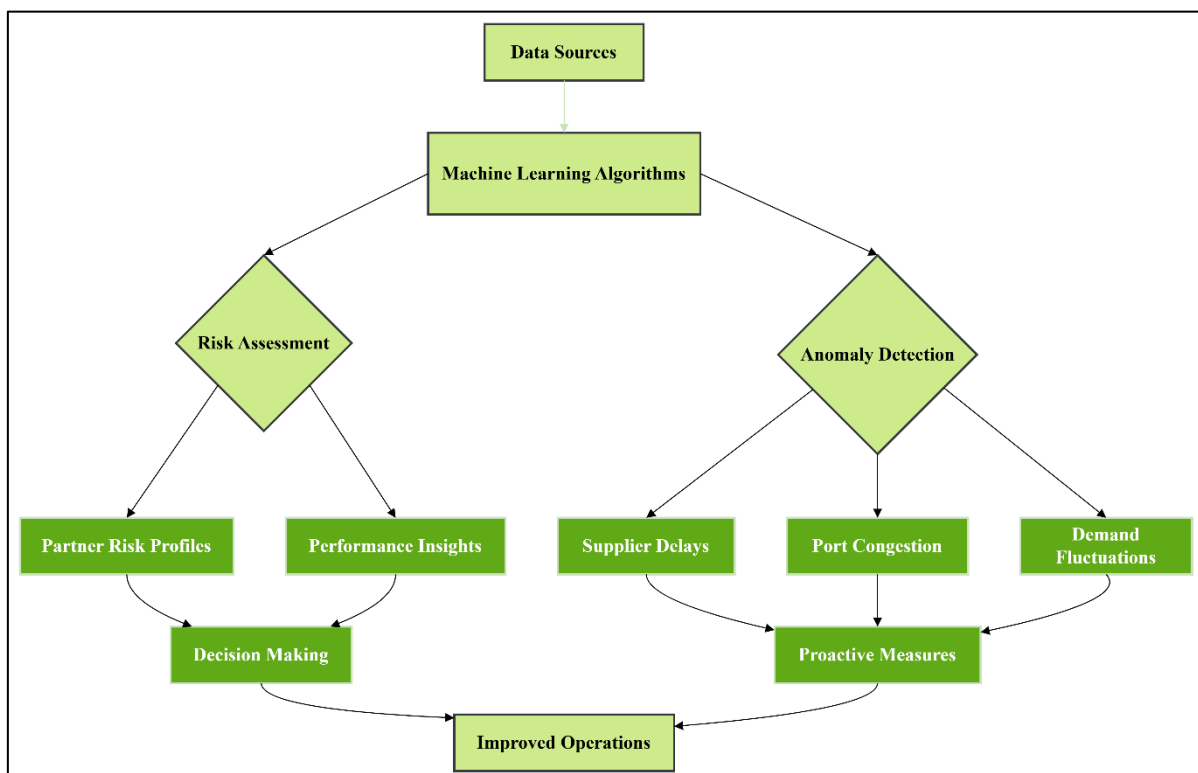 Data Sources
Machine Learning Algorithms
Risk Assessment
Anomaly Detection
Partner Risk Profiles
Performance Insights
Supplier Delays
Port Congestion
Demand
Fluctuations
Decision Making
Proactive Measures
Improved Operations